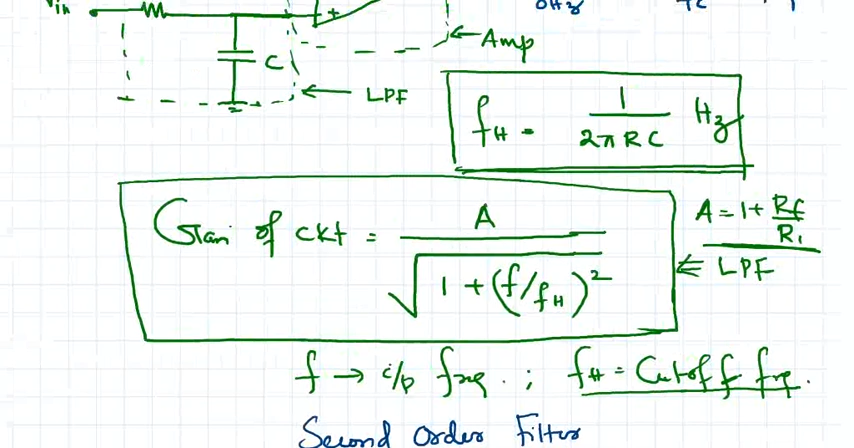 Vin
+
C
Amp
LPF
fH = 1 / 2πRC Hz
Gain of ckt = A / √(1 + (f/fH)²)
A = 1 + Rf / R1
LPF
f → i/p freq. ; fH = Cutoff frq.
Second Order Filter